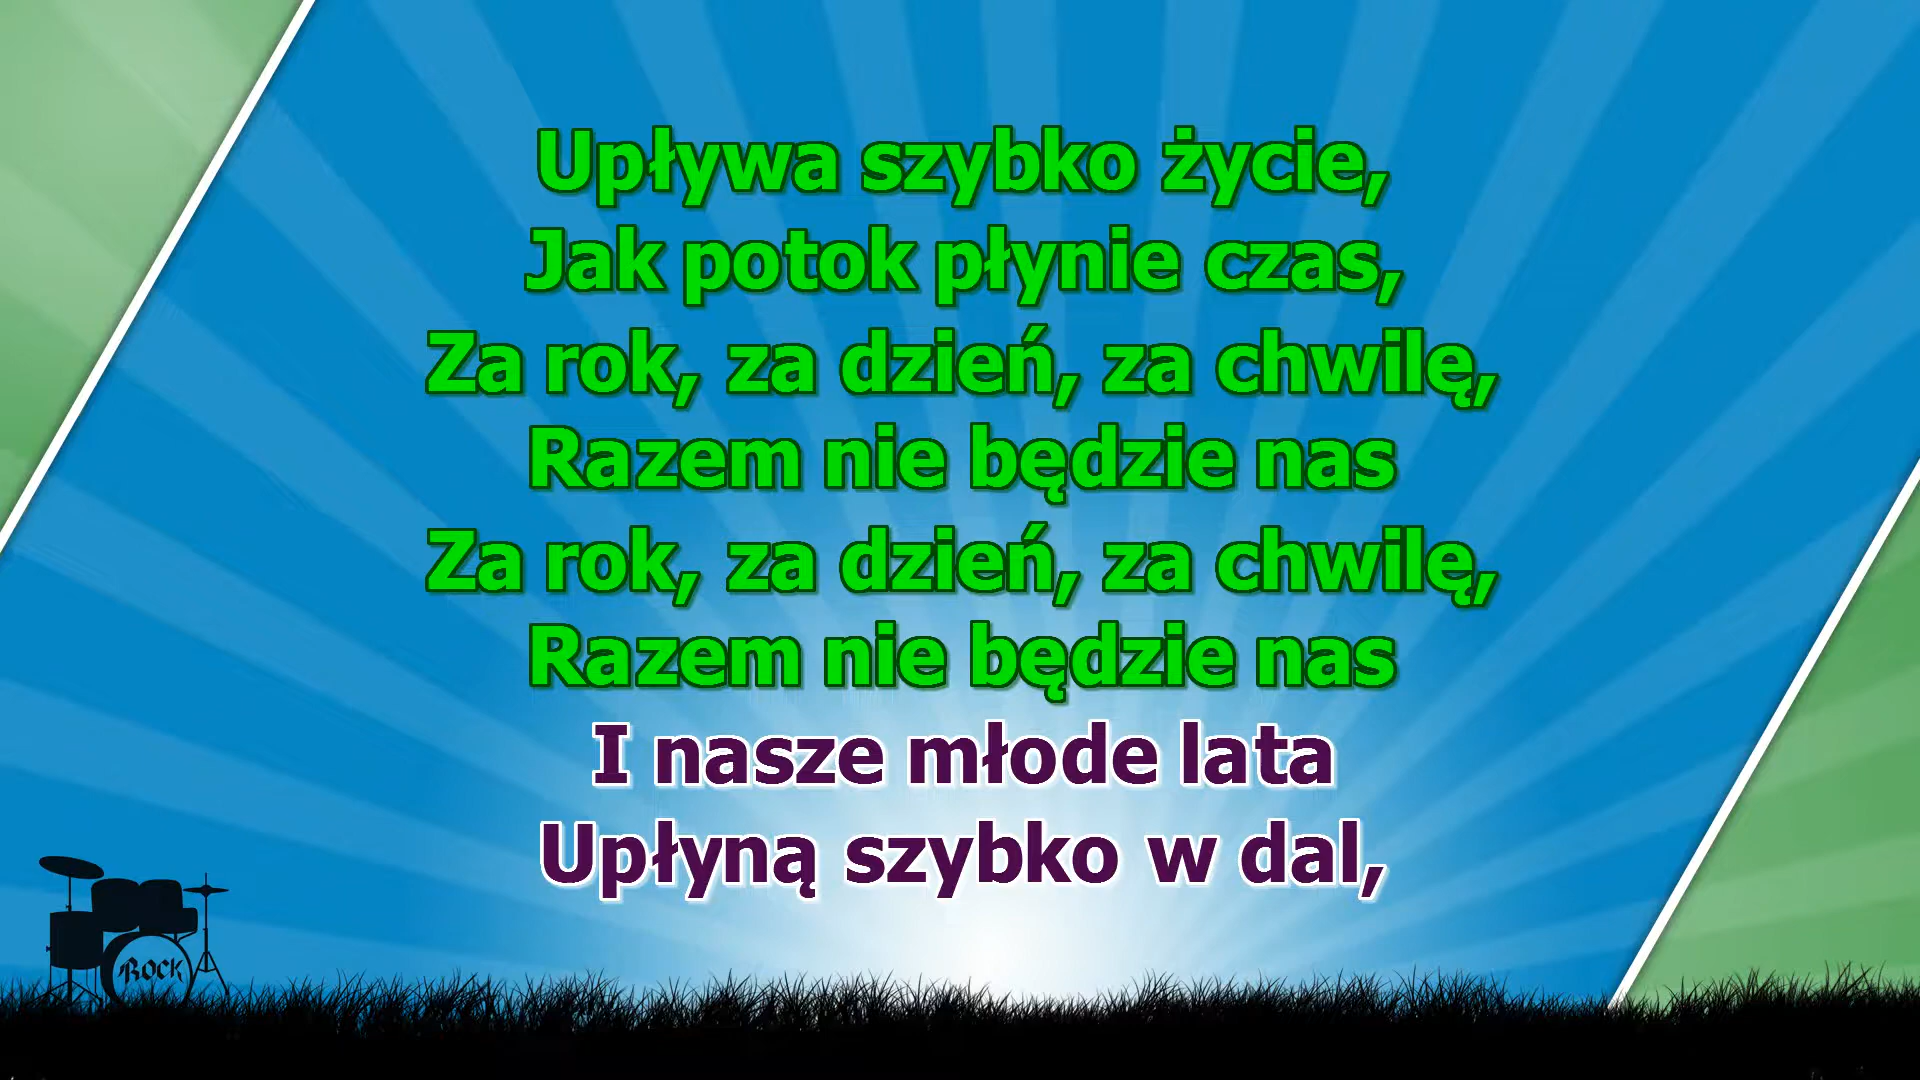 Upływa szybko życie,
Jak potok płynie czas,
Za rok, za dzień, za chwilę,
Razem nie będzie nas
Za rok, za dzień, za chwilę,
Razem nie będzie nas
I nasze młode lata
Upłyną szybko w dal,
ROCK